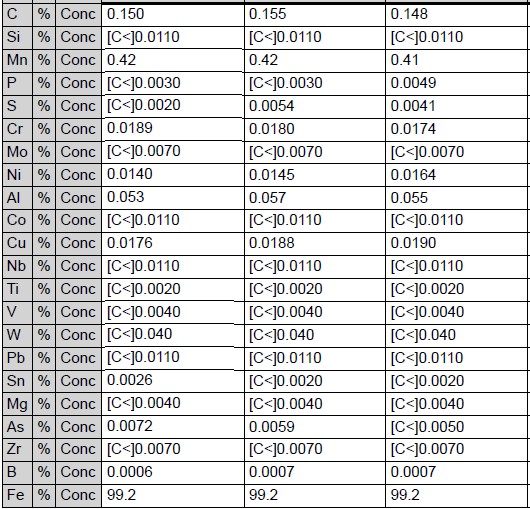 C % Conc 0.150 0.155 0.148
Si % Conc [C<]0.0110 [C<]0.0110 [C<]0.0110
Mn % Conc 0.42 0.42 0.41
P % Conc [C<]0.0030 [C<]0.0030 0.0049
S % Conc [C<]0.0020 0.0054 0.0041
Cr % Conc 0.0189 0.0180 0.0174
Mo % Conc [C<]0.0070 [C<]0.0070 [C<]0.0070
Ni % Conc 0.0140 0.0145 0.0164
Al % Conc 0.053 0.057 0.055
Co % Conc [C<]0.0110 [C<]0.0110 [C<]0.0110
Cu % Conc 0.0176 0.0188 0.0190
Nb % Conc [C<]0.0110 [C<]0.0110 [C<]0.0110
Ti % Conc [C<]0.0020 [C<]0.0020 [C<]0.0020
V % Conc [C<]0.0040 [C<]0.0040 [C<]0.0040
W % Conc [C<]0.040 [C<]0.040 [C<]0.040
Pb % Conc [C<]0.0110 [C<]0.0110 [C<]0.0110
Sn % Conc 0.0026 [C<]0.0020 [C<]0.0020
Mg % Conc [C<]0.0040 [C<]0.0040 [C<]0.0040
As % Conc 0.0072 0.0059 [C<]0.0050
Zr % Conc [C<]0.0070 [C<]0.0070 [C<]0.0070
B % Conc 0.0006 0.0007 0.0007
Fe % Conc 99.2 99.2 99.2